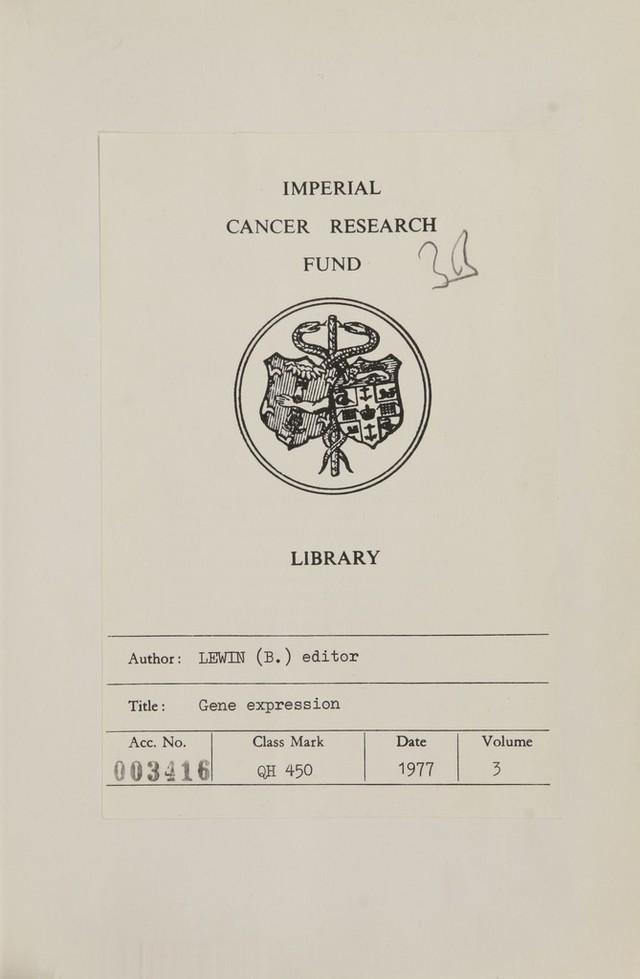 IMPERIAL
CANCER RESEARCH
FUND
3B
LIBRARY
Author: LEWIN (B.) editor
Title: Gene expression
Acc. No. Class Mark Date Volume
003416 QH 450 1977 3